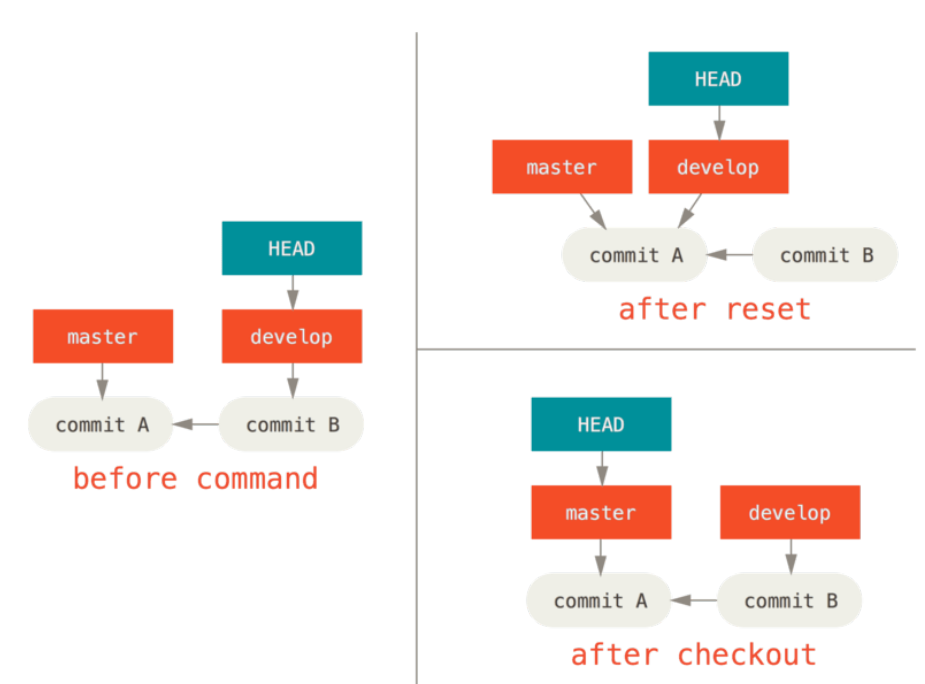 HEAD
master
develop
commit A
commit B
before command
HEAD
master
develop
commit A
commit B
after reset
HEAD
master
develop
commit A
commit B
after checkout